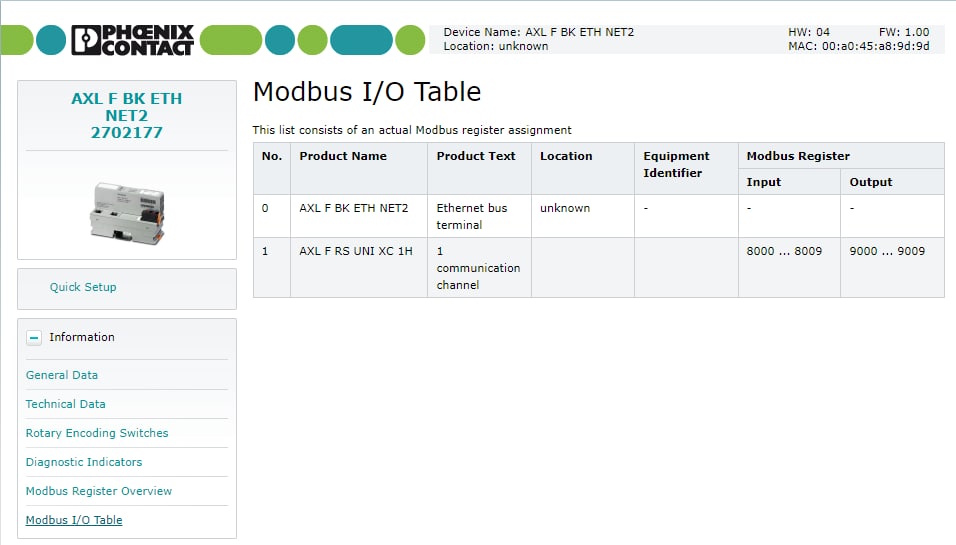 PHŒNIX
CONTACT
Device Name: AXL F BK ETH NET2
Location: unknown
HW: 04 FW: 1.00
MAC: 00:a0:45:a8:9d:9d
AXL F BK ETH
NET2
2702177
Quick Setup
Information
General Data
Technical Data
Rotary Encoding Switches
Diagnostic Indicators
Modbus Register Overview
Modbus I/O Table
Modbus I/O Table
This list consists of an actual Modbus register assignment
No. Product Name Product Text Location Equipment Identifier Modbus Register
Input Output
0 AXL F BK ETH NET2 Ethernet bus terminal unknown - - -
1 AXL F RS UNI XC 1H 1 communication channel 8000 ... 8009 9000 ... 9009